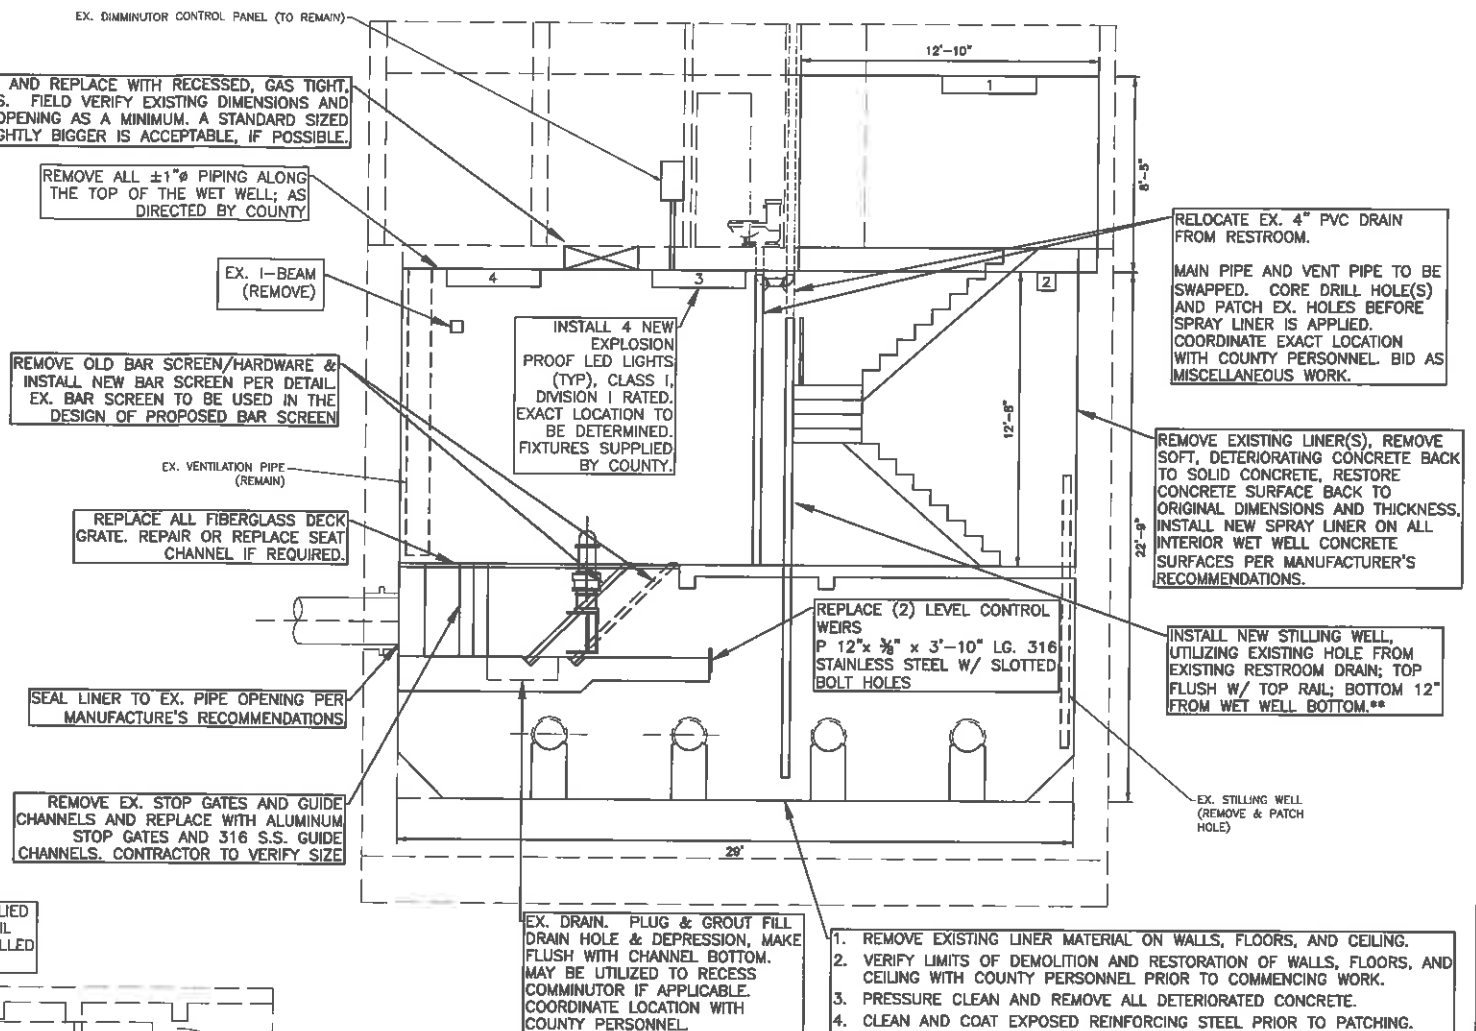 EX. DIMMINUTOR CONTROL PANEL (TO REMAIN)
12'-10"
AND REPLACE WITH RECESSED, GAS TIGHT,
S. FIELD VERIFY EXISTING DIMENSIONS AND
OPENING AS A MINIMUM. A STANDARD SIZED
GHTLY BIGGER IS ACCEPTABLE, IF POSSIBLE.
1
8'-5"
REMOVE ALL ±1"ø PIPING ALONG
THE TOP OF THE WET WELL; AS
DIRECTED BY COUNTY
RELOCATE EX. 4" PVC DRAIN
FROM RESTROOM.
MAIN PIPE AND VENT PIPE TO BE
SWAPPED. CORE DRILL HOLE(S)
AND PATCH EX. HOLES BEFORE
SPRAY LINER IS APPLIED.
COORDINATE EXACT LOCATION
WITH COUNTY PERSONNEL. BID AS
MISCELLANEOUS WORK.
EX. I-BEAM
(REMOVE)
4
3
2
INSTALL 4 NEW
EXPLOSION
PROOF LED LIGHTS
(TYP), CLASS I,
DIVISION I RATED.
EXACT LOCATION TO
BE DETERMINED.
FIXTURES SUPPLIED
BY COUNTY.
REMOVE OLD BAR SCREEN/HARDWARE &
INSTALL NEW BAR SCREEN PER DETAIL.
EX. BAR SCREEN TO BE USED IN THE
DESIGN OF PROPOSED BAR SCREEN
12'-8"
22'-9"
REMOVE EXISTING LINER(S), REMOVE
SOFT, DETERIORATING CONCRETE BACK
TO SOLID CONCRETE, RESTORE
CONCRETE SURFACE BACK TO
ORIGINAL DIMENSIONS AND THICKNESS,
INSTALL NEW SPRAY LINER ON ALL
INTERIOR WET WELL CONCRETE
SURFACES PER MANUFACTURER'S
RECOMMENDATIONS.
EX. VENTILATION PIPE
(REMAIN)
REPLACE ALL FIBERGLASS DECK
GRATE. REPAIR OR REPLACE SEAT
CHANNEL IF REQUIRED.
REPLACE (2) LEVEL CONTROL
WEIRS
P 12"x ⅜" x 3'-10" LG. 316
STAINLESS STEEL W/ SLOTTED
BOLT HOLES
INSTALL NEW STILLING WELL,
UTILIZING EXISTING HOLE FROM
EXISTING RESTROOM DRAIN; TOP
FLUSH W/ TOP RAIL; BOTTOM 12"
FROM WET WELL BOTTOM.**
SEAL LINER TO EX. PIPE OPENING PER
MANUFACTURE'S RECOMMENDATIONS
REMOVE EX. STOP GATES AND GUIDE
CHANNELS AND REPLACE WITH ALUMINUM
STOP GATES AND 316 S.S. GUIDE
CHANNELS. CONTRACTOR TO VERIFY SIZE
EX. STILLING WELL
(REMOVE & PATCH
HOLE)
29'
LIED
IL
LLED
EX. DRAIN. PLUG & GROUT FILL
DRAIN HOLE & DEPRESSION, MAKE
FLUSH WITH CHANNEL BOTTOM.
MAY BE UTILIZED TO RECESS
COMMINUTOR IF APPLICABLE.
COORDINATE LOCATION WITH
COUNTY PERSONNEL.
1. REMOVE EXISTING LINER MATERIAL ON WALLS, FLOORS, AND CEILING.
2. VERIFY LIMITS OF DEMOLITION AND RESTORATION OF WALLS, FLOORS, AND
CEILING WITH COUNTY PERSONNEL PRIOR TO COMMENCING WORK.
3. PRESSURE CLEAN AND REMOVE ALL DETERIORATED CONCRETE.
4. CLEAN AND COAT EXPOSED REINFORCING STEEL PRIOR TO PATCHING.